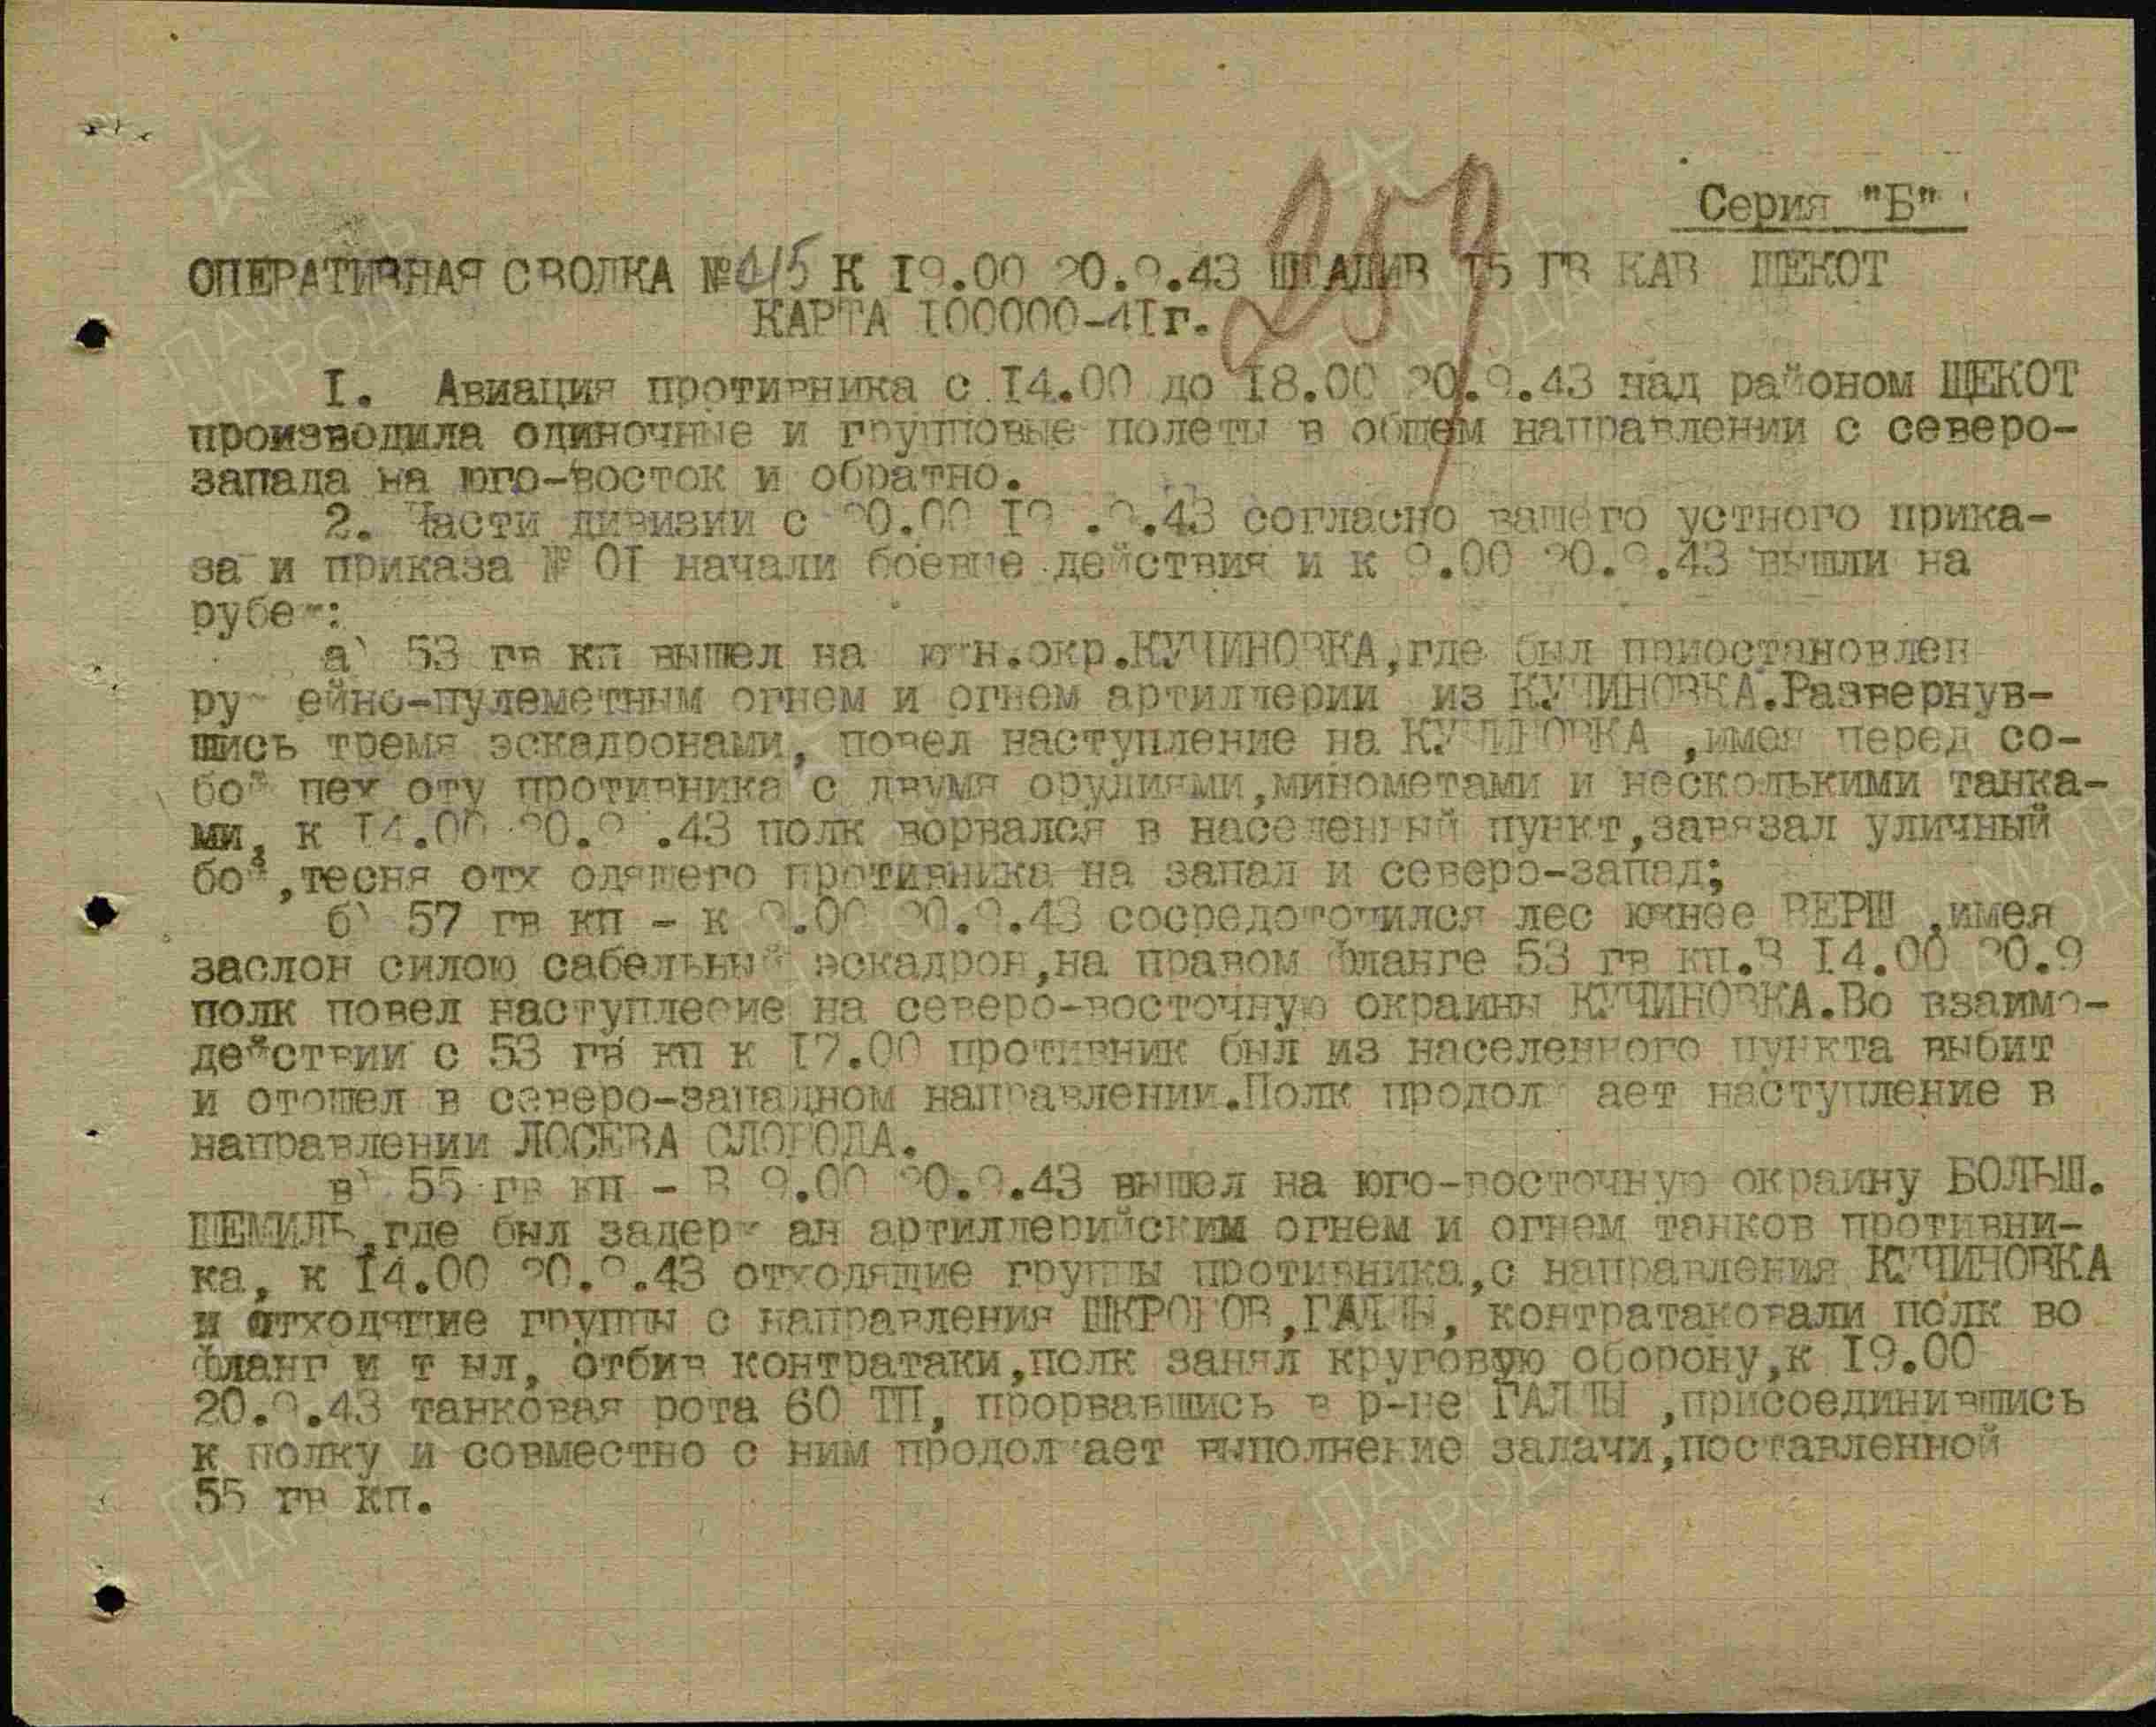 Серия "Б"
259
ОПЕРАТИВНАЯ СВОДКА № 15 К 19.00 20.9.43 ШТАДИВ 15 ГВ КАВ ЩЕКОТ
КАРТА 100000-41г.
1. Авиация противника с 14.00 до 18.00 20.9.43 над районом ЩЕКОТ
производила одиночные и групповые полеты в общем направлении с северо-
запада на юго-восток и обратно.
2. Части дивизии с 20.00 19 .9.43 согласно вашего устного прика-
за и приказа № 01 начали боевые действия и к 9.00 20.9.43 вышли на
рубеж:
а) 53 гв кп вышел на южн.окр.КУЧИНОВКА,где был приостановлен
ружейно-пулеметным огнем и огнем артиллерии из КУЧИНОВКА.Развернув-
шись тремя эскадронами, повел наступление на КУЧИНОВКА ,имея перед со-
бой пех оту противника с двумя орудиями,минометами и несколькими танка-
ми, к 14.00 20.9 .43 полк ворвался в населенный пункт,завязал уличный
бой,тесня отх одящего противника на запад и северо-запад;
б) 57 гв кп - к 9.00 20.9.43 сосредоточился лес южнее ВЕРШ ,имея
заслон силою сабельный эскадрон,на правом фланге 53 гв кп.В 14.00 20.9
полк повел наступлеоие на северо-восточную окраины КУЧИНОВКА.Во взаимо-
действии с 53 гв кп к 17.00 противник был из населенного пункта выбит
и отошел в северо-западном направлении.Полк продолжает наступление в
направлении ЛОСЕВА СЛОБОДА.
в) 55 гв кп - В 9.00 20.9.43 вышел на юго-восточную окраину БОЛЬШ.
ЩЕМИЛЬ,где был задержан артиллерийским огнем и огнем танков противни-
ка, к 14.00 20.9.43 отходящие группы противника,с направления КУЧИНОВКА
и отходящие группы с направления ШКРОБОВ, контратаковали полк во
фланг и т ыл, отбив контратаки,полк занял круговую оборону,к 19.00
20.9.43 танковая рота 60 ТП, прорвавшись в р-не ,присоединившись
к полку и совместно с ним продолжает выполнение задачи,поставленной
55 гв кп.
ПАМЯТЬ
НАРОДА